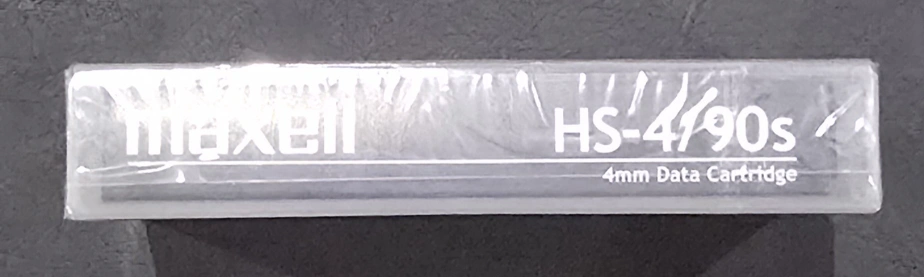 maxell HS-4/90s
4mm Data Cartridge